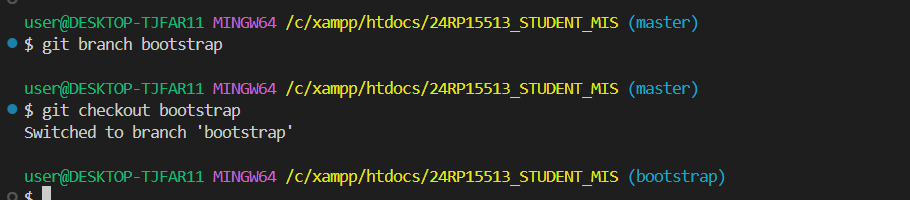 user@DESKTOP-TJFAR11 MINGW64 /c/xampp/htdocs/24RP15513_STUDENT_MIS (master)
$ git branch bootstrap
user@DESKTOP-TJFAR11 MINGW64 /c/xampp/htdocs/24RP15513_STUDENT_MIS (master)
$ git checkout bootstrap
Switched to branch 'bootstrap'
user@DESKTOP-TJFAR11 MINGW64 /c/xampp/htdocs/24RP15513_STUDENT_MIS (bootstrap)
$